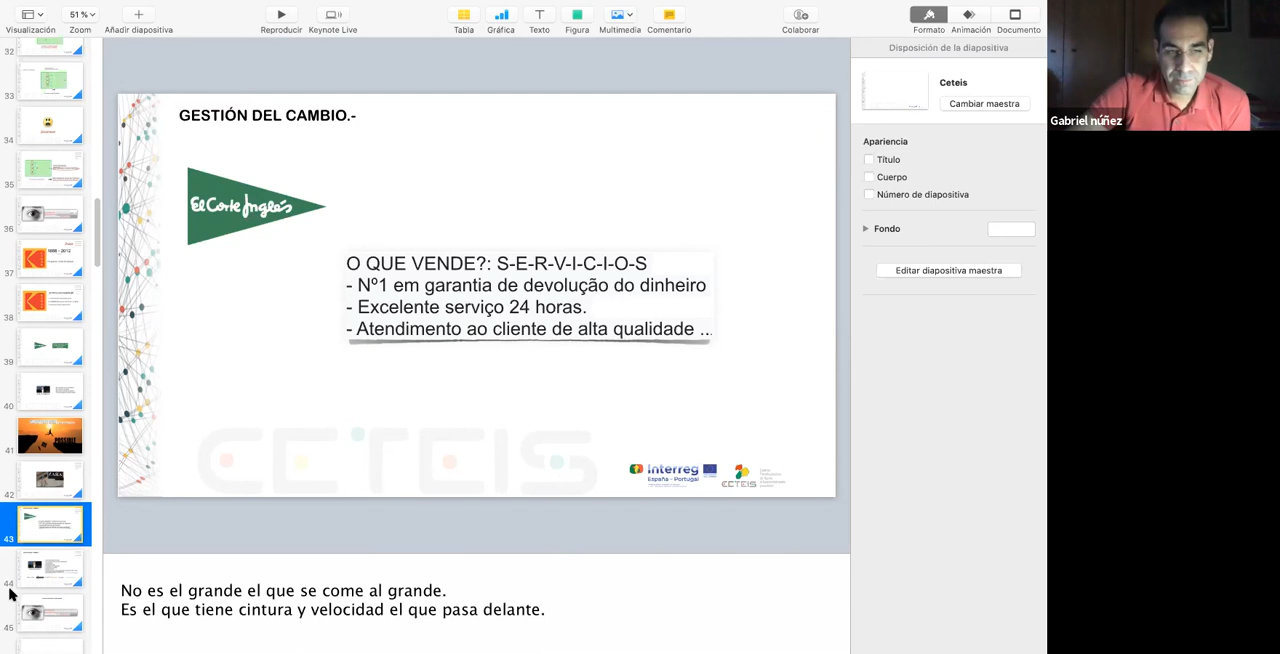 Visualización
51 %
Zoom
Añadir diapositiva
Reproducir
Keynote Live
Tabla
Gráfica
Texto
Figura
Multimedia
Comentario
Colaborar
Formato
Animación
Documento
32
33
34
35
36
37
38
39
40
41
42
43
44
45
GESTIÓN DEL CAMBIO.-
El Corte Inglés
O QUE VENDE?: S-E-R-V-I-C-I-O-S
- Nº1 em garantia de devolução do dinheiro
- Excelente serviço 24 horas.
- Atendimento ao cliente de alta qualidade ...
CETEIS
Interreg
España - Portugal
CCTEIS
No es el grande el que se come al grande.
Es el que tiene cintura y velocidad el que pasa delante.
Disposición de la diapositiva
Ceteis
Cambiar maestra
Apariencia
Título
Cuerpo
Número de diapositiva
Fondo
Editar diapositiva maestra
Gabriel núñez